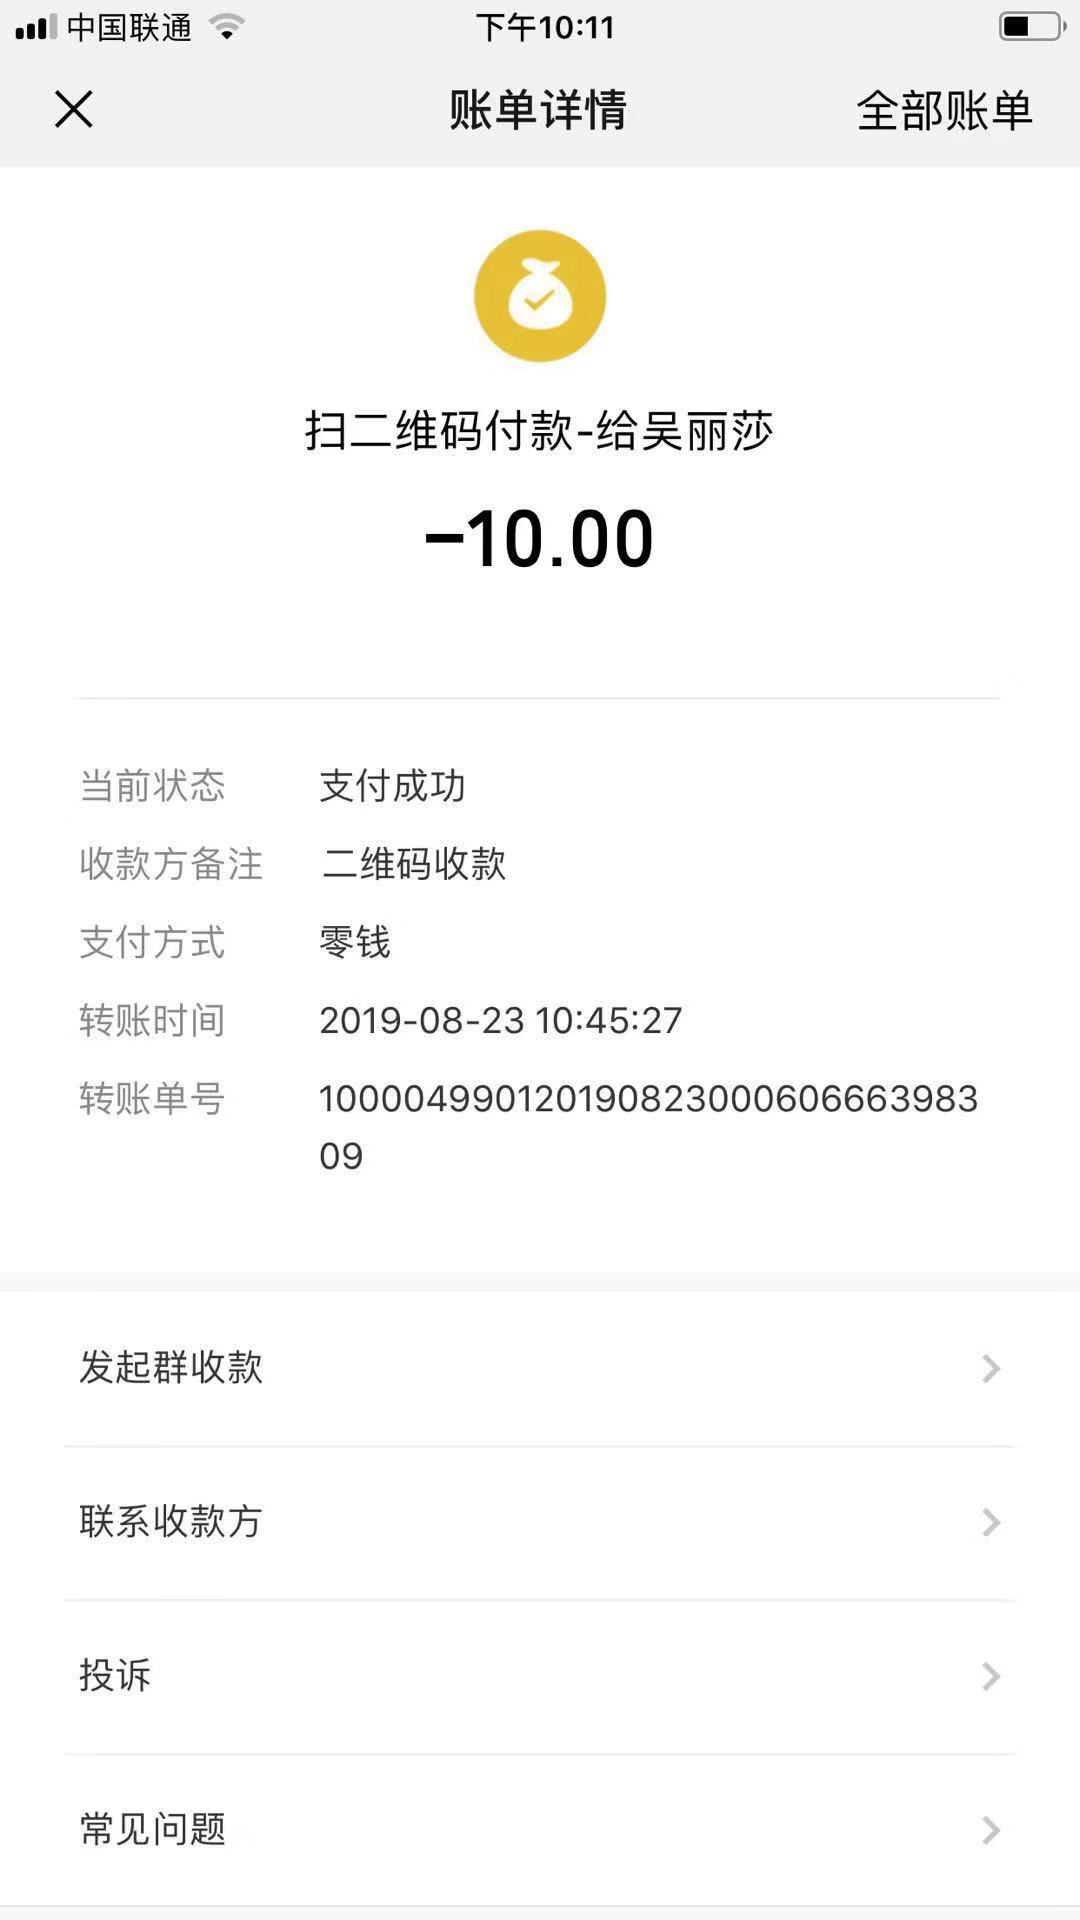 中国联通 下午10:11
账单详情 全部账单
扫二维码付款-给吴丽莎
-10.00
当前状态 支付成功
收款方备注 二维码收款
支付方式 零钱
转账时间 2019-08-23 10:45:27
转账单号 100004990120190823000606663983
09
发起群收款
联系收款方
投诉
常见问题